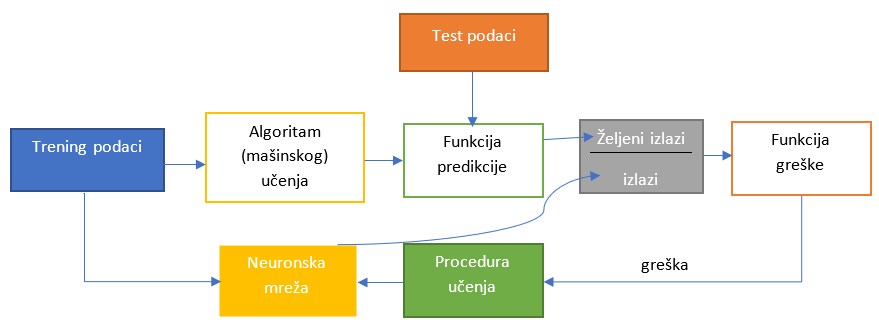 Test podaci
Trening podaci
Algoritam
(mašinskog)
učenja
Funkcija
predikcije
Željeni izlazi
izlazi
Funkcija
greške
Neuronska
mreža
Procedura
učenja
greška